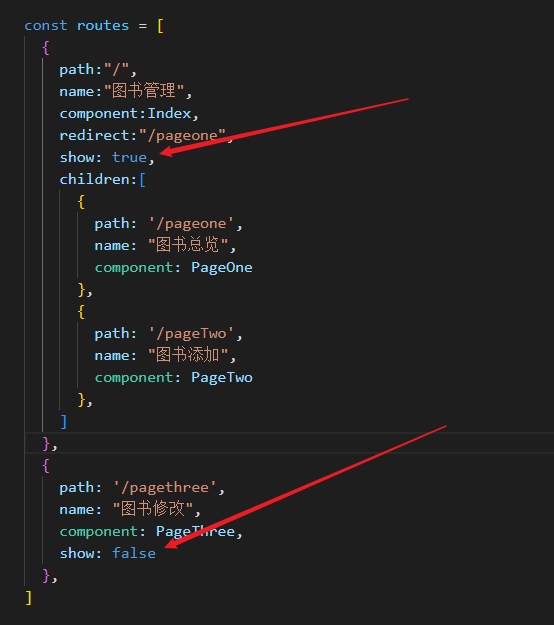 const routes = [
{
path:"/",
name:"图书管理",
component:Index,
redirect:"/pageone",
show: true,
children:[
{
path: '/pageone',
name: "图书总览",
component: PageOne
},
{
path: '/pageTwo',
name: "图书添加",
component: PageTwo
},
]
},
{
path: '/pagethree',
name: "图书修改",
component: PageThree,
show: false
},
]